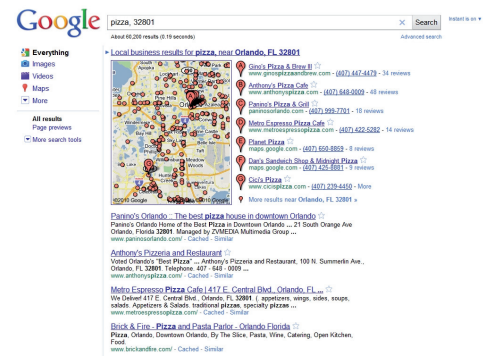 Google
pizza, 32801
Search
Instant is on ▼
About 60,200 results (0.19 seconds)
Advanced search
Everything
Images
Videos
Maps
More
All results
Page previews
More search tools
Local business results for pizza, near Orlando, FL 32801
A Gino's Pizza & Brew III
www.ginospizzaandbrew.com - (407) 447-4479 - 34 reviews
B Anthony's Pizza Cafe
www.anthonyspizza.com - (407) 648-0009 - 48 reviews
C Panino's Pizza & Grill
paninosorlando.com - (407) 999-7701 - 18 reviews
D Metro Espresso Pizza Cafe
www.metroespressopizza.com - (407) 422-5282 - 14 reviews
E Planet Pizza
maps.google.com - (407) 650-8859 - 8 reviews
F Dan's Sandwich Shop & Midnight Pizza
maps.google.com - (407) 425-8881 - 9 reviews
G Cici's Pizza
www.cicispizza.com - (407) 239-4450 - More
More results near Orlando, FL 32801 »
©2010 Google
Panino's Orlando :: The best pizza house in downtown Orlando
Panino's Orlando Home of the Best Pizza in Downtown Orlando ... 21 South Orange Ave
Orlando, Florida 32801. Managed by ZVMEDIA Multimedia Group ...
www.paninosorlando.com/ - Cached - Similar
Anthony's Pizzeria and Restaurant
Voted Orlando's "Best Pizza" ... Anthony's Pizzeria and Restaurant, 100 N. Summerlin Ave.,
Orlando, FL 32801. Telephone. 407 - 648 - 0009 ...
www.anthonyspizza.com/ - Cached - Similar
Metro Espresso Pizza Cafe | 417 E. Central Blvd., Orlando, FL ...
We Deliver! 417 E. Central Blvd., Orlando, FL 32801 (. appetizers, wings, sides, soups,
salads. Appetizers & Salads. traditional pizzas, specialty pizzas ...
www.metroespressopizza.com/ - Cached - Similar
Brick & Fire - Pizza and Pasta Parlor - Orlando Florida
Pizza, Orlando, Downtown Orlando, By The Slice, Pasta, Wine, Catering, Open Kitchen,
Food.
www.brickandfire.com/ - Cached - Similar